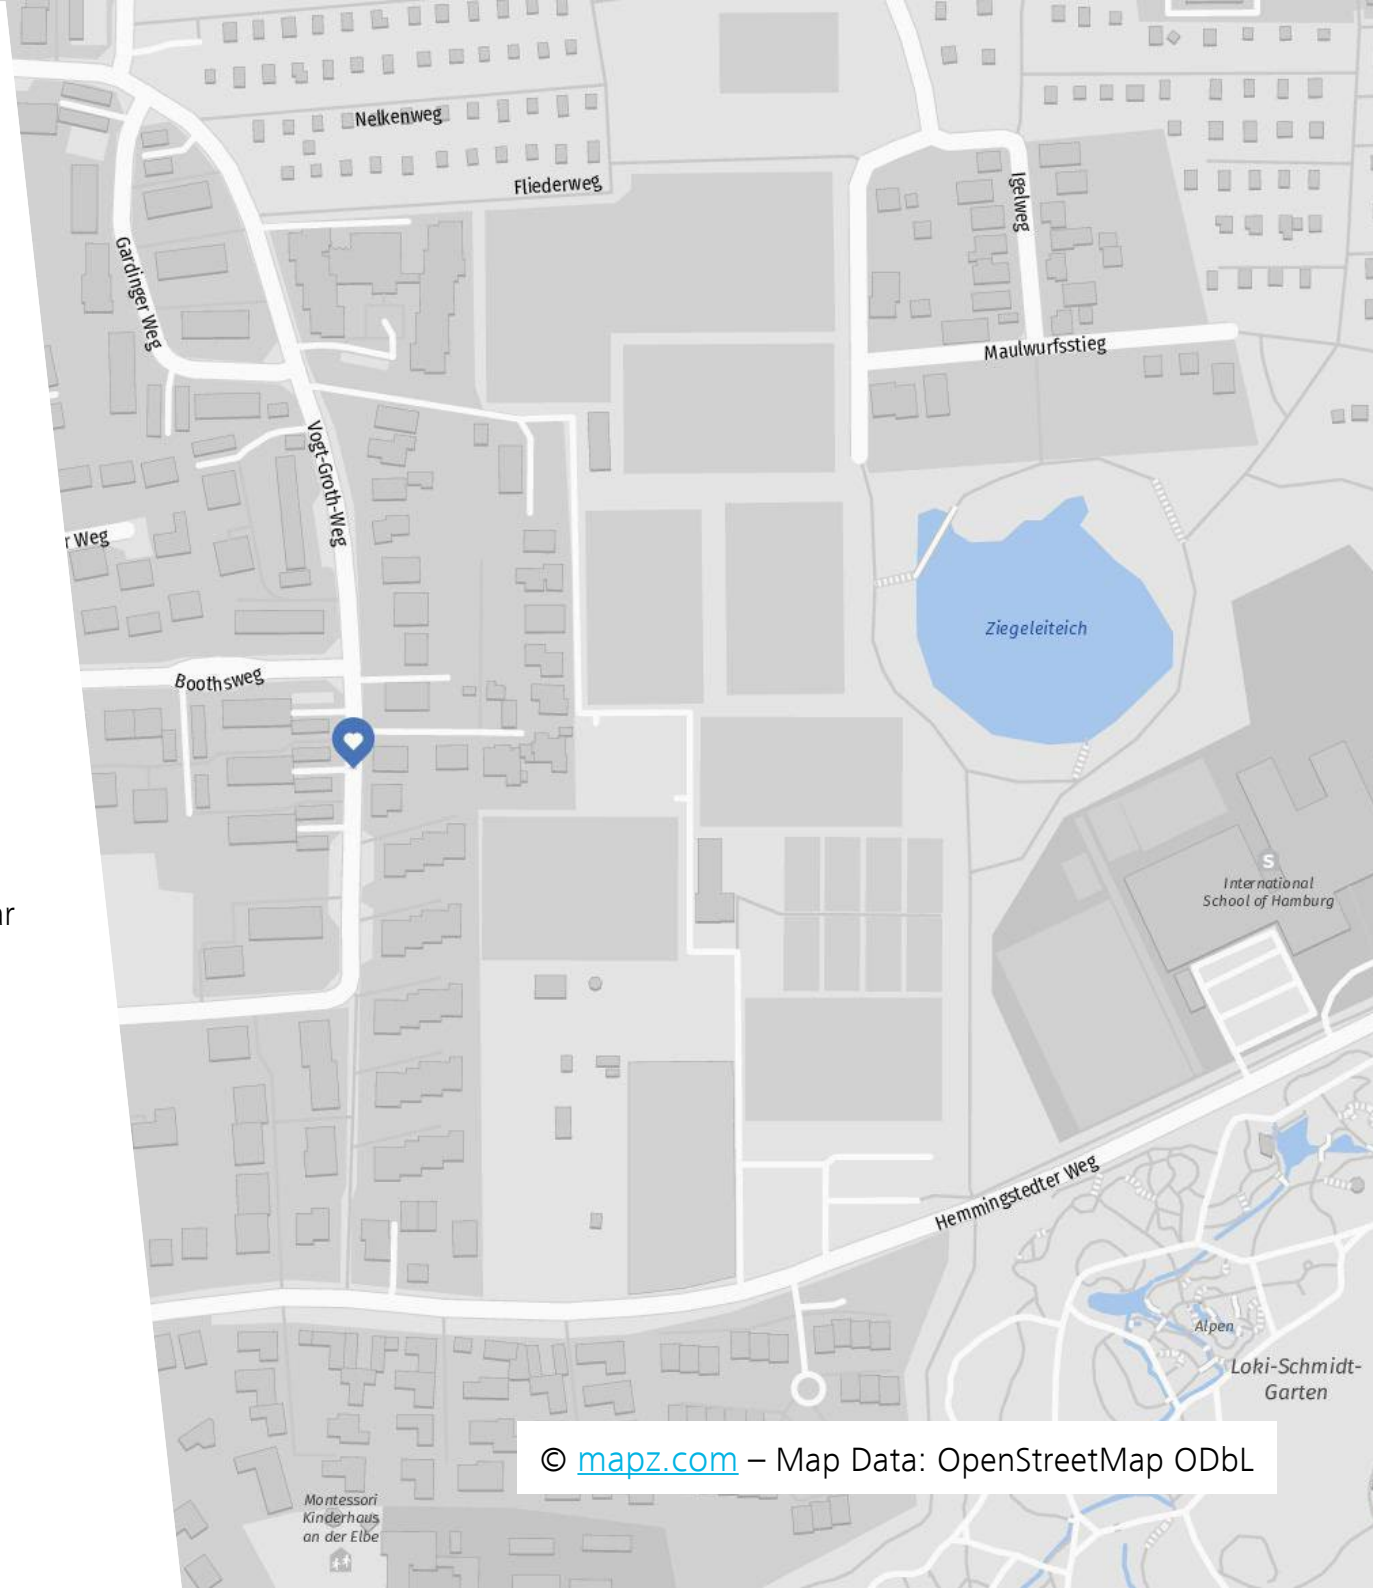 Nelkenweg
Fliederweg
Igelweg
Gardinger Weg
Maulwurfsstieg
Vogt-Groth-Weg
r Weg
Ziegeleiteich
Boothsweg
S
International
School of Hamburg
ar
Hemmingstedter Weg
Alpen
Loki-Schmidt-
Garten
© mapz.com – Map Data: OpenStreetMap ODbL
Montessori
Kinderhaus
an der Elbe